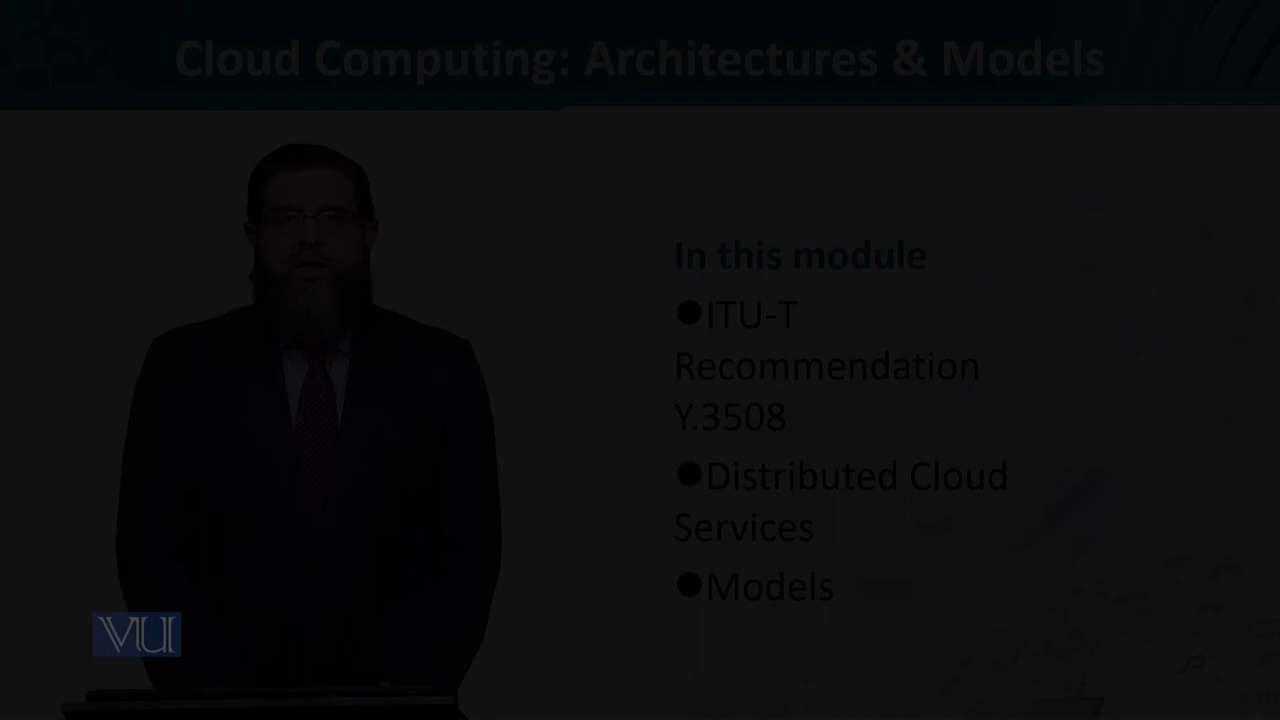 Cloud Computing: Architectures & Models
In this module
●ITU-T
Recommendation
Y.3508
●Distributed Cloud
Services
●Models
VU